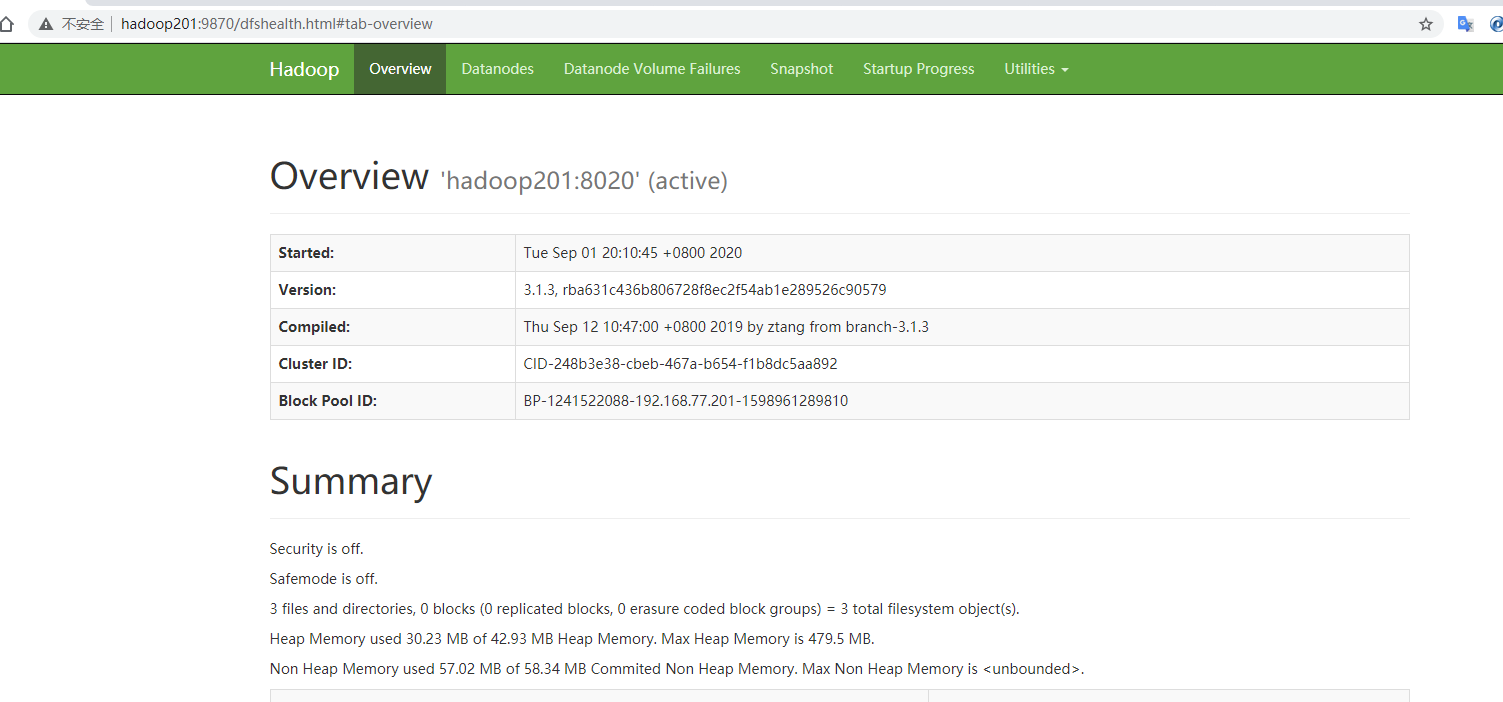 不安全 hadoop201:9870/dfshealth.html#tab-overview
Hadoop Overview Datanodes Datanode Volume Failures Snapshot Startup Progress Utilities
Overview 'hadoop201:8020' (active)
Started: Tue Sep 01 20:10:45 +0800 2020
Version: 3.1.3, rba631c436b806728f8ec2f54ab1e289526c90579
Compiled: Thu Sep 12 10:47:00 +0800 2019 by ztang from branch-3.1.3
Cluster ID: CID-248b3e38-cbeb-467a-b654-f1b8dc5aa892
Block Pool ID: BP-1241522088-192.168.77.201-1598961289810
Summary
Security is off.
Safemode is off.
3 files and directories, 0 blocks (0 replicated blocks, 0 erasure coded block groups) = 3 total filesystem object(s).
Heap Memory used 30.23 MB of 42.93 MB Heap Memory. Max Heap Memory is 479.5 MB.
Non Heap Memory used 57.02 MB of 58.34 MB Commited Non Heap Memory. Max Non Heap Memory is <unbounded>.